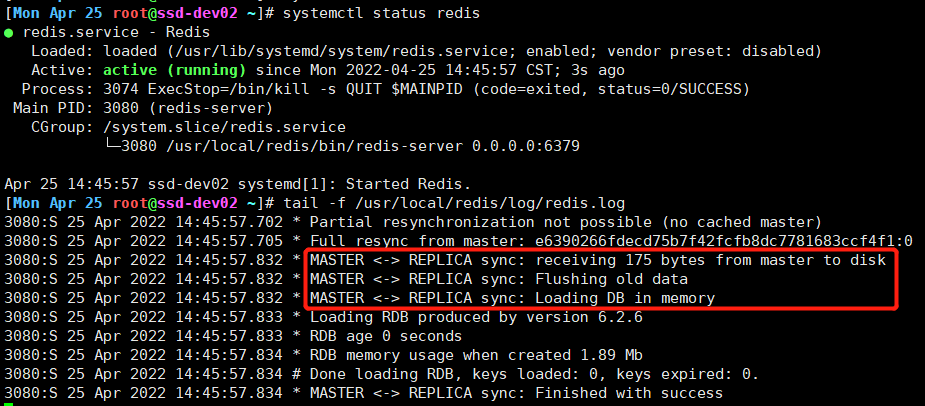 [Mon Apr 25 root@ssd-dev02 ~]# systemctl status redis
● redis.service - Redis
   Loaded: loaded (/usr/lib/systemd/system/redis.service; enabled; vendor preset: disabled)
   Active: active (running) since Mon 2022-04-25 14:45:57 CST; 3s ago
  Process: 3074 ExecStop=/bin/kill -s QUIT $MAINPID (code=exited, status=0/SUCCESS)
 Main PID: 3080 (redis-server)
   CGroup: /system.slice/redis.service
           └─3080 /usr/local/redis/bin/redis-server 0.0.0.0:6379

Apr 25 14:45:57 ssd-dev02 systemd[1]: Started Redis.
[Mon Apr 25 root@ssd-dev02 ~]# tail -f /usr/local/redis/log/redis.log
3080:S 25 Apr 2022 14:45:57.702 * Partial resynchronization not possible (no cached master)
3080:S 25 Apr 2022 14:45:57.705 * Full resync from master: e6390266fdecd75b7f42fcfb8dc7781683ccf4f1:0
3080:S 25 Apr 2022 14:45:57.832 * MASTER <-> REPLICA sync: receiving 175 bytes from master to disk
3080:S 25 Apr 2022 14:45:57.832 * MASTER <-> REPLICA sync: Flushing old data
3080:S 25 Apr 2022 14:45:57.832 * MASTER <-> REPLICA sync: Loading DB in memory
3080:S 25 Apr 2022 14:45:57.833 * Loading RDB produced by version 6.2.6
3080:S 25 Apr 2022 14:45:57.833 * RDB age 0 seconds
3080:S 25 Apr 2022 14:45:57.834 * RDB memory usage when created 1.89 Mb
3080:S 25 Apr 2022 14:45:57.834 # Done loading RDB, keys loaded: 0, keys expired: 0.
3080:S 25 Apr 2022 14:45:57.834 * MASTER <-> REPLICA sync: Finished with success